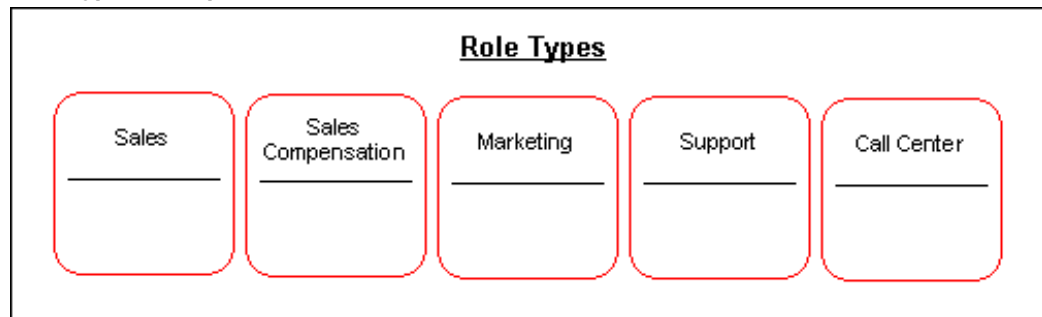 Role Types
Sales
Sales
Compensation
Marketing
Support
Call Center